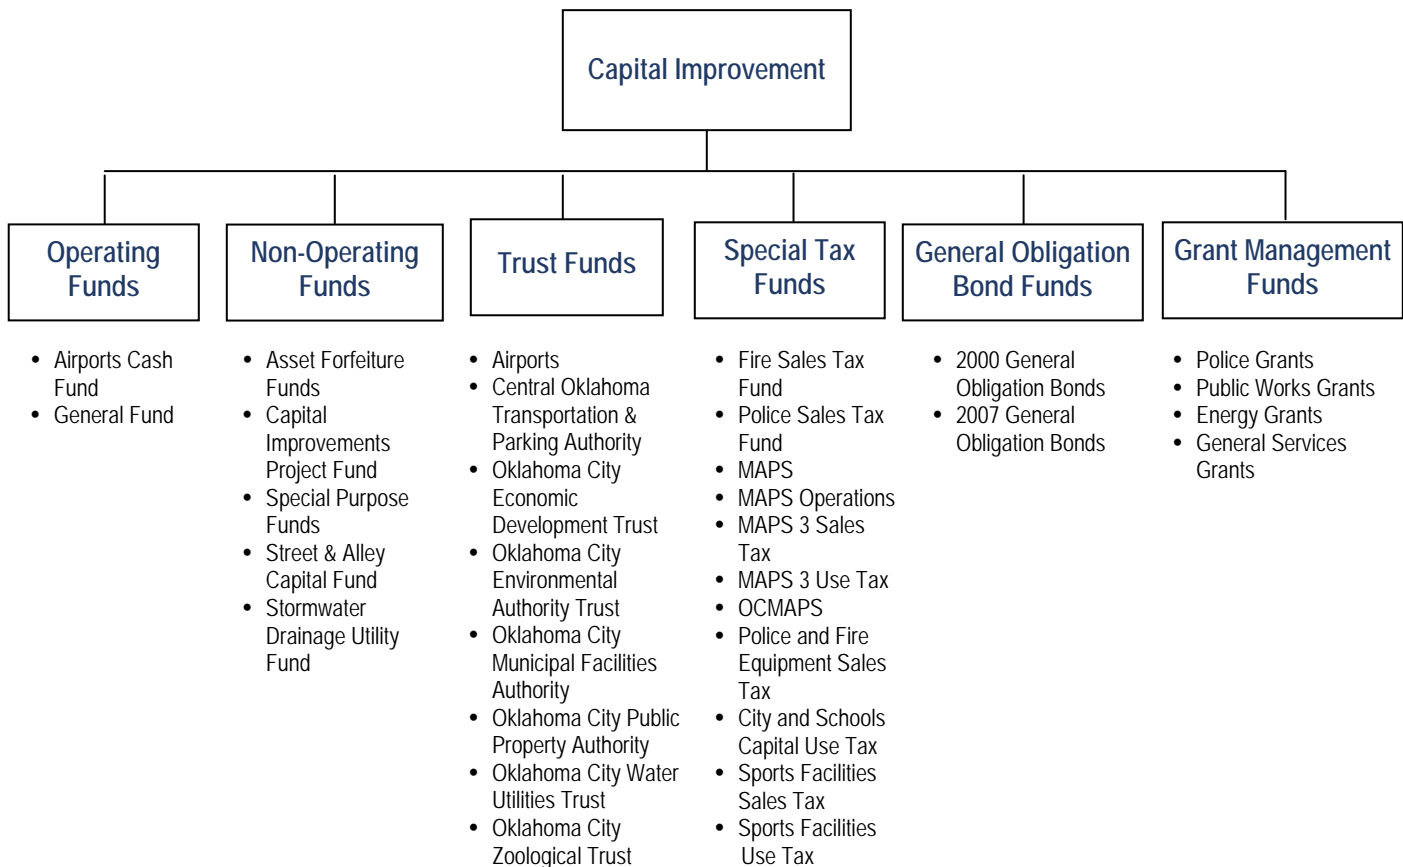 Capital Improvement
Operating
Funds
Non-Operating
Funds
Trust Funds
Special Tax
Funds
General Obligation
Bond Funds
Grant Management
Funds
• Airports Cash
Fund
• General Fund
• Asset Forfeiture
Funds
• Capital
Improvements
Project Fund
• Special Purpose
Funds
• Street & Alley
Capital Fund
• Stormwater
Drainage Utility
Fund
• Airports
• Central Oklahoma
Transportation &
Parking Authority
• Oklahoma City
Economic
Development Trust
• Oklahoma City
Environmental
Authority Trust
• Oklahoma City
Municipal Facilities
Authority
• Oklahoma City Public
Property Authority
• Oklahoma City Water
Utilities Trust
• Oklahoma City
Zoological Trust
• Fire Sales Tax
Fund
• Police Sales Tax
Fund
• MAPS
• MAPS Operations
• MAPS 3 Sales
Tax
• MAPS 3 Use Tax
• OCMAPS
• Police and Fire
Equipment Sales
Tax
• City and Schools
Capital Use Tax
• Sports Facilities
Sales Tax
• Sports Facilities
Use Tax
• 2000 General
Obligation Bonds
• 2007 General
Obligation Bonds
• Police Grants
• Public Works Grants
• Energy Grants
• General Services
Grants